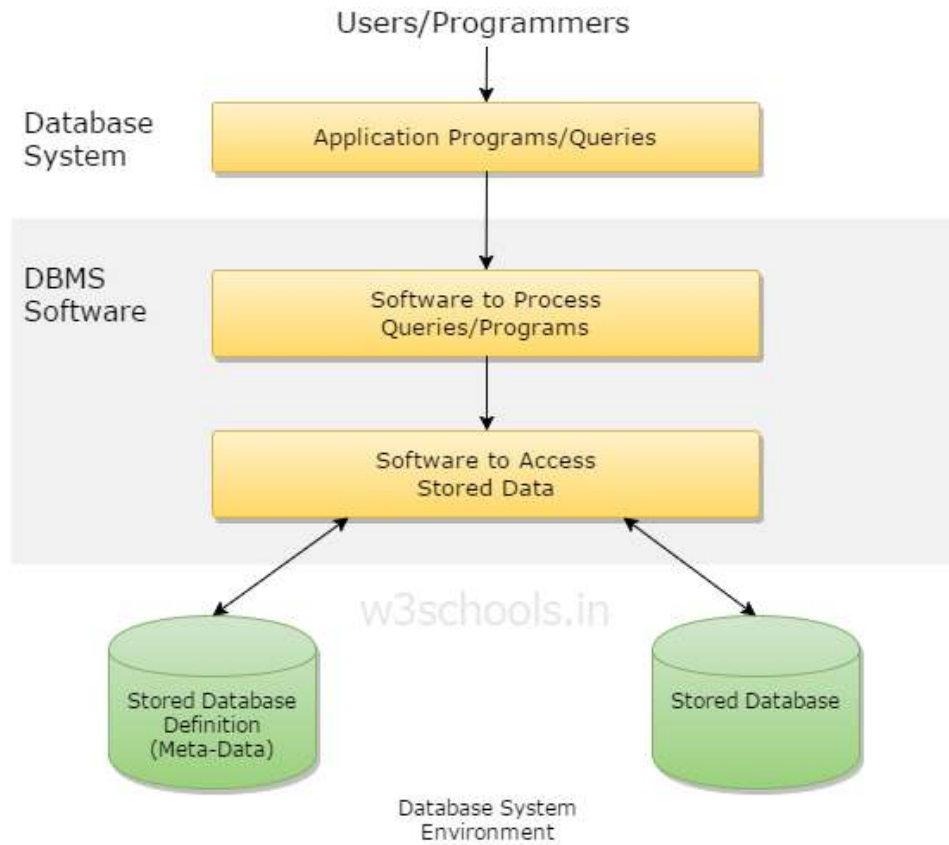 Users/Programmers
Database
System
Application Programs/Queries
DBMS
Software
Software to Process
Queries/Programs
Software to Access
Stored Data
w3schools.in
Stored Database
Definition
(Meta-Data)
Stored Database
Database System
Environment